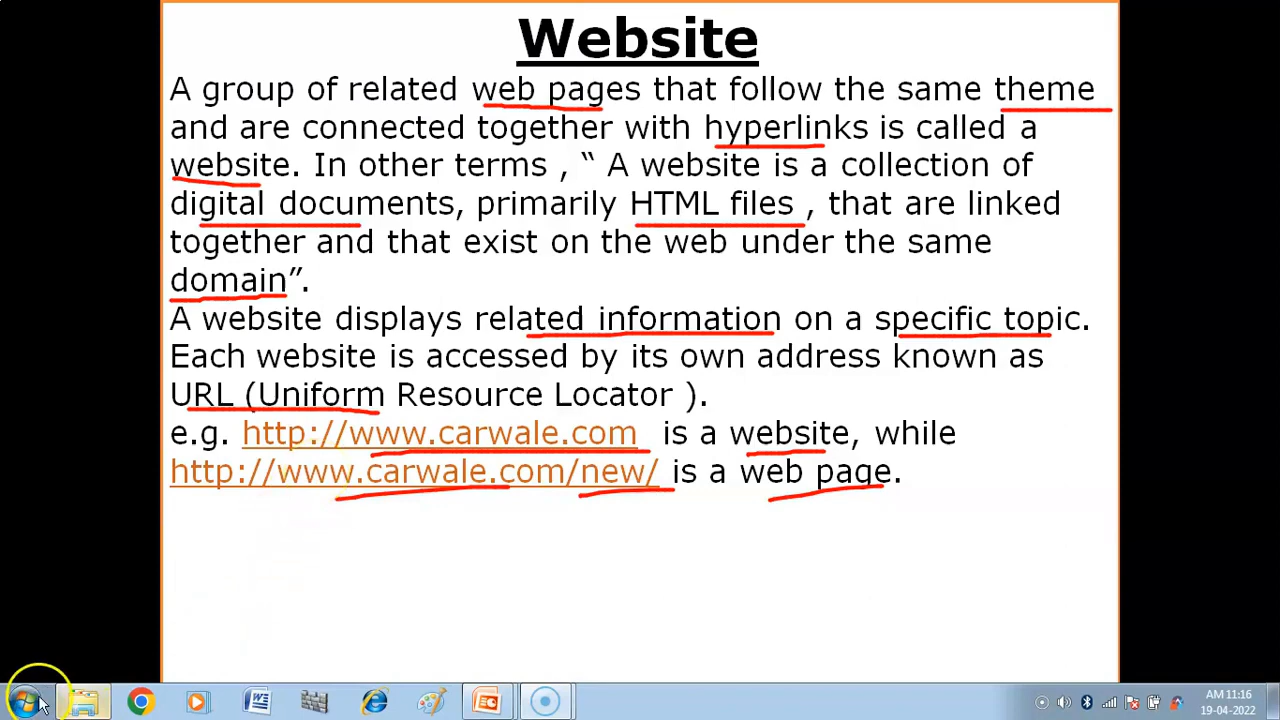 Website
A group of related web pages that follow the same theme
and are connected together with hyperlinks is called a
website. In other terms , “ A website is a collection of
digital documents, primarily HTML files , that are linked
together and that exist on the web under the same
domain”.
A website displays related information on a specific topic.
Each website is accessed by its own address known as
URL (Uniform Resource Locator ).
e.g. http://www.carwale.com is a website, while
http://www.carwale.com/new/ is a web page.
AM 11:16
19-04-2022